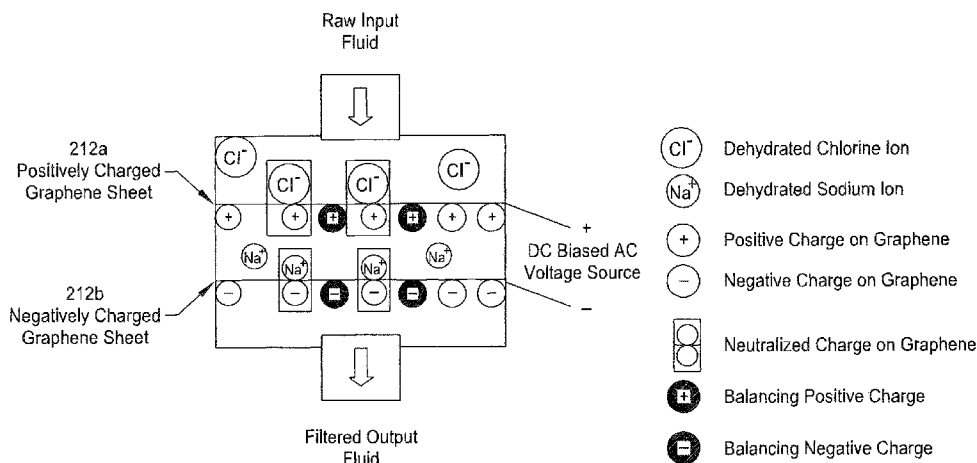 Raw Input
Fluid
212a
Positively Charged
Graphene Sheet
Cl⁻
Cl⁻
Cl⁻
Cl⁻
+
+
+
+
+
+
+
Na⁺
Na⁺
Na⁺
Na⁺
+
DC Biased AC
Voltage Source
−
212b
Negatively Charged
Graphene Sheet
−
−
−
−
−
−
−
Filtered Output
Fluid
Cl⁻ Dehydrated Chlorine Ion
Na⁺ Dehydrated Sodium Ion
+ Positive Charge on Graphene
− Negative Charge on Graphene
Neutralized Charge on Graphene
+ Balancing Positive Charge
− Balancing Negative Charge